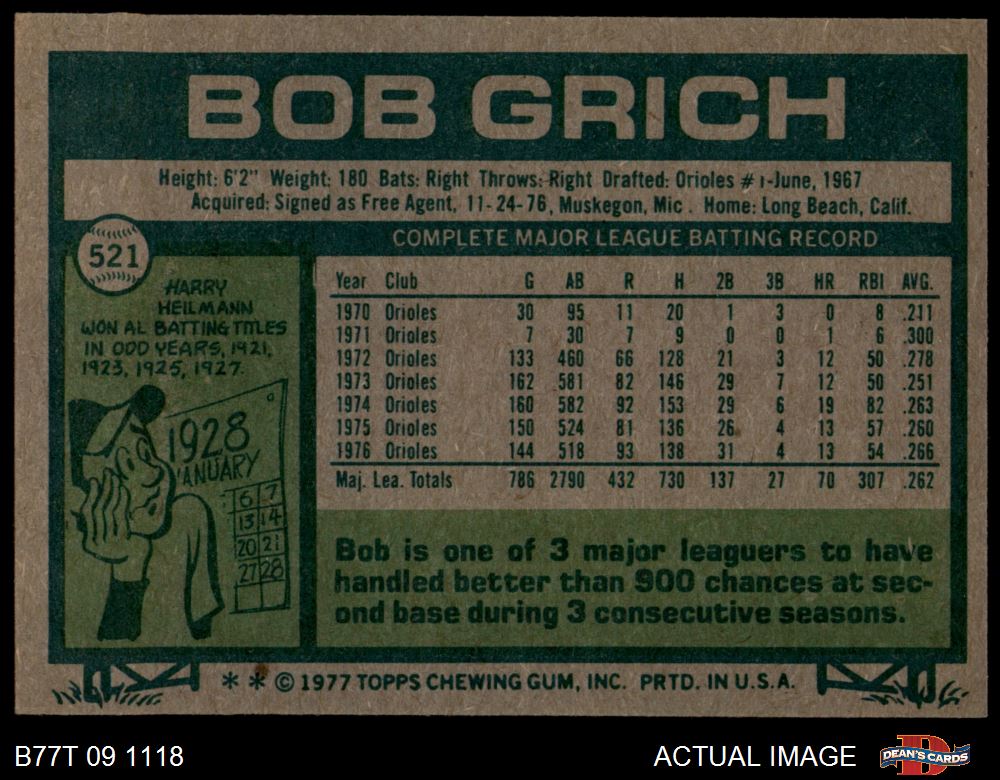 BOB GRICH
Height: 6'2" Weight: 180 Bats: Right Throws: Right Drafted: Orioles #1-June, 1967
Acquired: Signed as Free Agent, 11-24-76, Muskegon, Mic. Home: Long Beach, Calif.
521
HARRY
HEILMANN
WON AL BATTING TITLES
IN ODD YEARS, 1921,
1923, 1925, 1927.
1928
JANUARY
6 7
13 14
20 21
27 28
COMPLETE MAJOR LEAGUE BATTING RECORD
Year Club G AB R H 2B 3B HR RBI AVG.
1970 Orioles 30 95 11 20 1 3 0 8 .211
1971 Orioles 7 30 7 9 0 0 1 6 .300
1972 Orioles 133 460 66 128 21 3 12 50 .278
1973 Orioles 162 581 82 146 29 7 12 50 .251
1974 Orioles 160 582 92 153 29 6 19 82 .263
1975 Orioles 150 524 81 136 26 4 13 57 .260
1976 Orioles 144 518 93 138 31 4 13 54 .266
Maj. Lea. Totals 786 2790 432 730 137 27 70 307 .262
Bob is one of 3 major leaguers to have
handled better than 900 chances at sec-
ond base during 3 consecutive seasons.
* * © 1977 TOPPS CHEWING GUM, INC. PRTD. IN U.S.A.
B77T 09 1118
ACTUAL IMAGE
DEAN'S CARDS